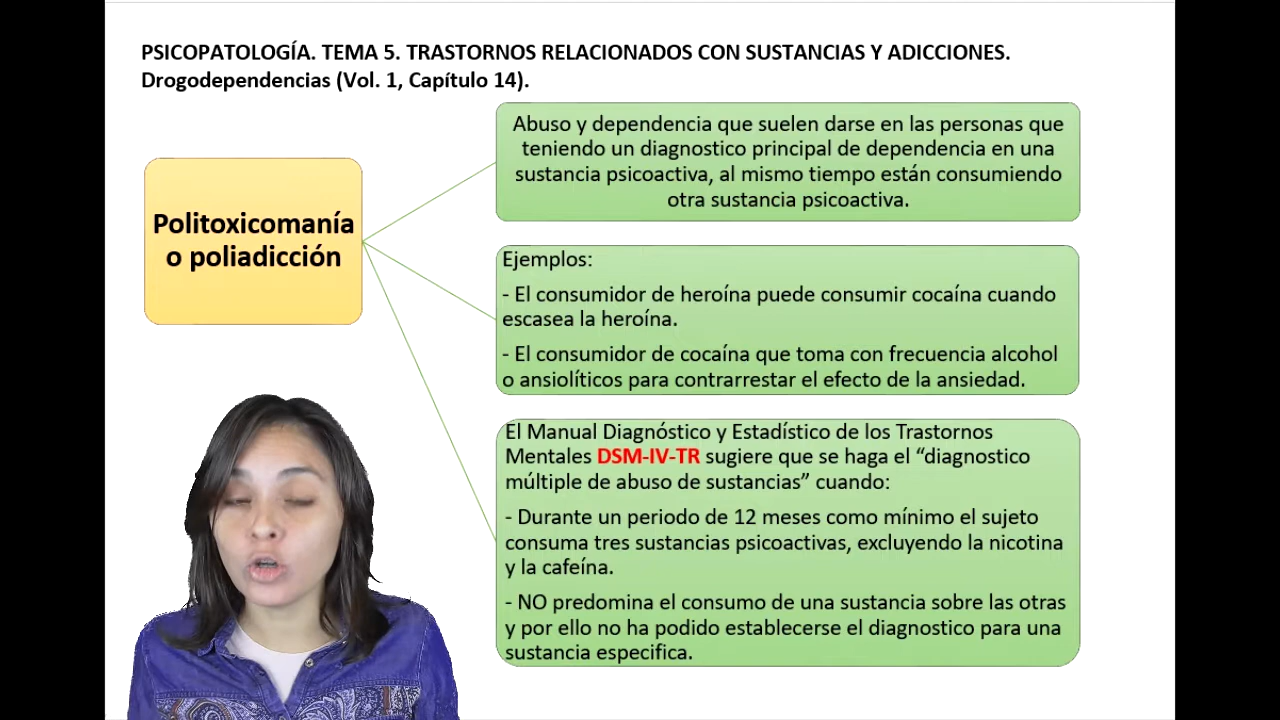 PSICOPATOLOGÍA. TEMA 5. TRASTORNOS RELACIONADOS CON SUSTANCIAS Y ADICCIONES.
Drogodependencias (Vol. 1, Capítulo 14).
Politoxicomanía
o poliadicción
Abuso y dependencia que suelen darse en las personas que
teniendo un diagnostico principal de dependencia en una
sustancia psicoactiva, al mismo tiempo están consumiendo
otra sustancia psicoactiva.
Ejemplos:
- El consumidor de heroína puede consumir cocaína cuando
escasea la heroína.
- El consumidor de cocaína que toma con frecuencia alcohol
o ansiolíticos para contrarrestar el efecto de la ansiedad.
El Manual Diagnóstico y Estadístico de los Trastornos
Mentales DSM-IV-TR sugiere que se haga el “diagnostico
múltiple de abuso de sustancias” cuando:
- Durante un periodo de 12 meses como mínimo el sujeto
consuma tres sustancias psicoactivas, excluyendo la nicotina
y la cafeína.
- NO predomina el consumo de una sustancia sobre las otras
y por ello no ha podido establecerse el diagnostico para una
sustancia especifica.